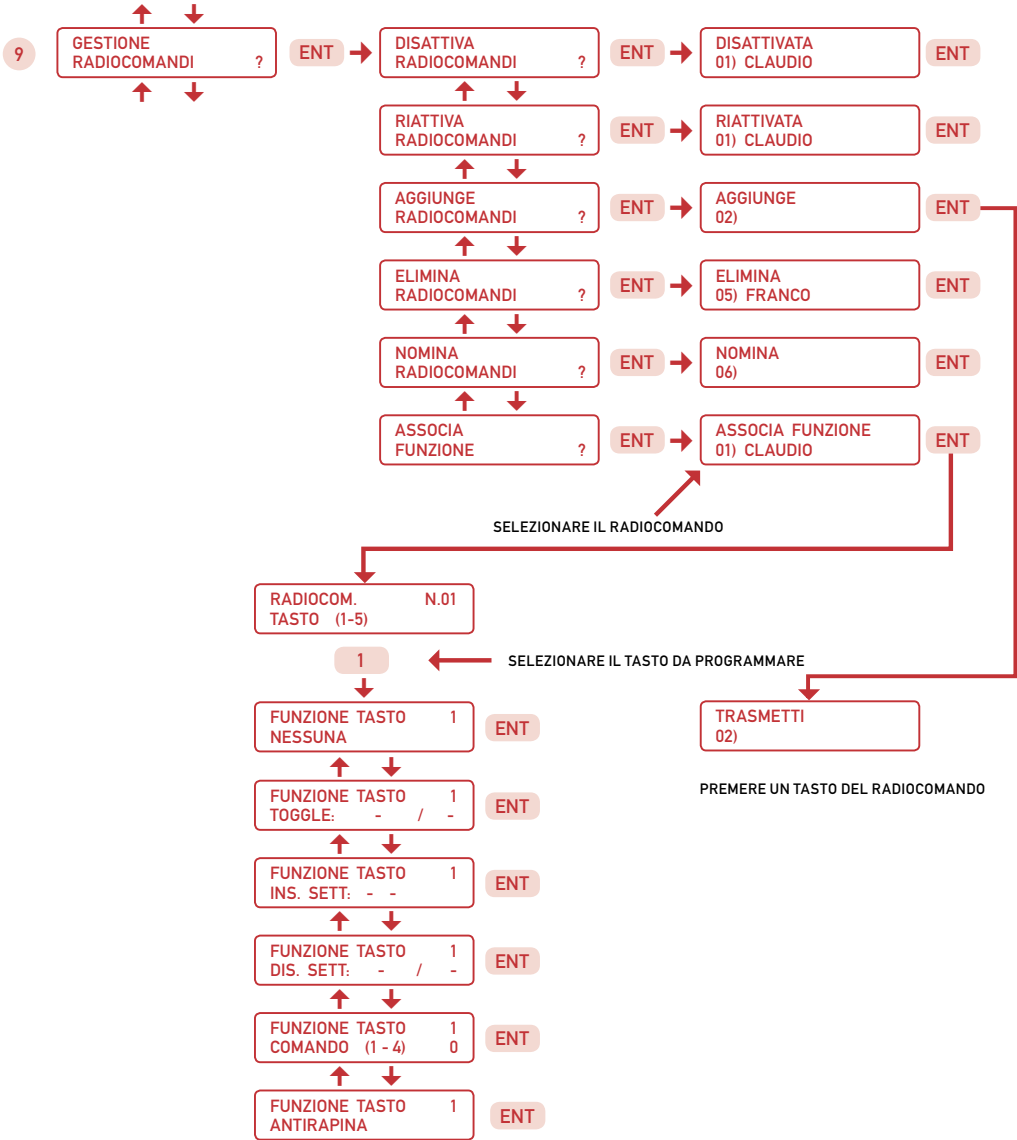 9
GESTIONE
RADIOCOMANDI ?
ENT
DISATTIVA
RADIOCOMANDI ?
ENT
DISATTIVATA
01) CLAUDIO
ENT
RIATTIVA
RADIOCOMANDI ?
ENT
RIATTIVATA
01) CLAUDIO
ENT
AGGIUNGE
RADIOCOMANDI ?
ENT
AGGIUNGE
02)
ENT
ELIMINA
RADIOCOMANDI ?
ENT
ELIMINA
05) FRANCO
ENT
NOMINA
RADIOCOMANDI ?
ENT
NOMINA
06)
ENT
ASSOCIA
FUNZIONE ?
ENT
ASSOCIA FUNZIONE
01) CLAUDIO
ENT
SELEZIONARE IL RADIOCOMANDO
RADIOCOM. N.01
TASTO (1-5)
1
SELEZIONARE IL TASTO DA PROGRAMMARE
FUNZIONE TASTO 1
NESSUNA
ENT
TRASMETTI
02)
PREMERE UN TASTO DEL RADIOCOMANDO
FUNZIONE TASTO 1
TOGGLE: - / -
ENT
FUNZIONE TASTO 1
INS. SETT: - -
ENT
FUNZIONE TASTO 1
DIS. SETT: - / -
ENT
FUNZIONE TASTO 1
COMANDO (1 - 4) 0
ENT
FUNZIONE TASTO 1
ANTIRAPINA
ENT